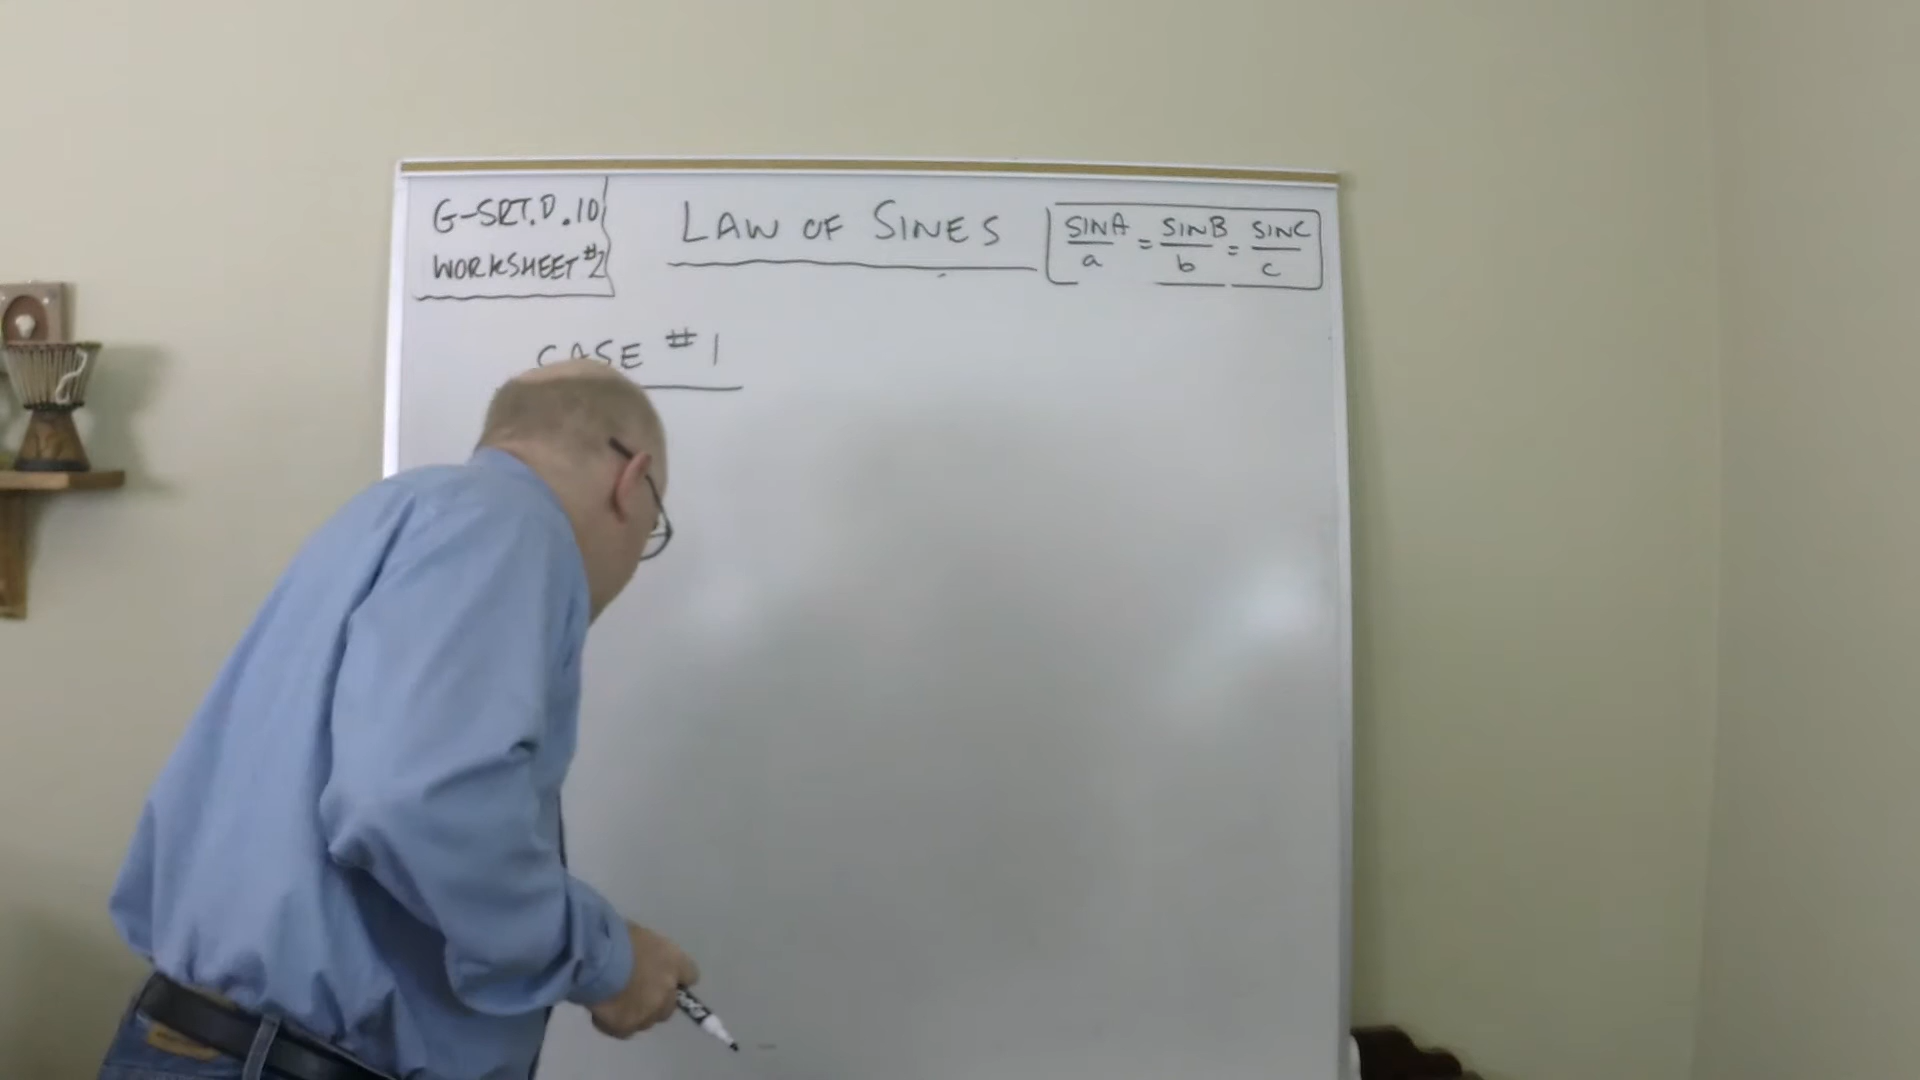 G-SRT.D.10
WORKSHEET #2
LAW OF SINES
SINA/a = SINB/b = SINC/c
CASE #1